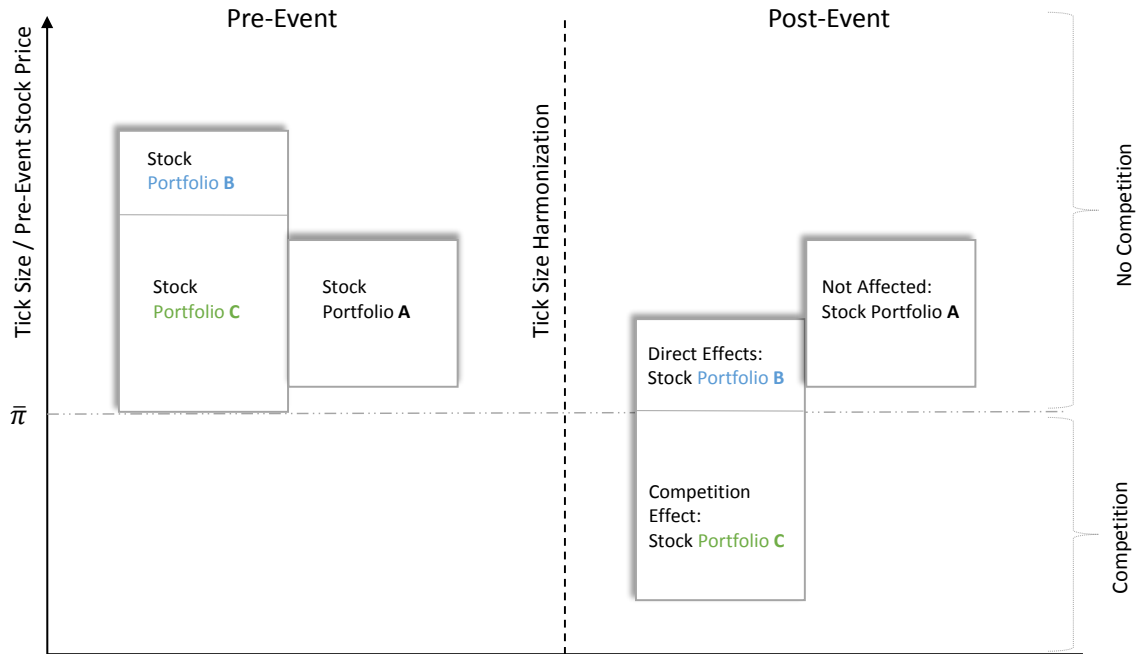 Pre-Event
Post-Event
Tick Size / Pre-Event Stock Price
Stock
Portfolio B
Stock
Portfolio C
Stock
Portfolio A
Tick Size Harmonization
Not Affected:
Stock Portfolio A
Direct Effects:
Stock Portfolio B
Competition
Effect:
Stock Portfolio C
No Competition
Competition
π̅